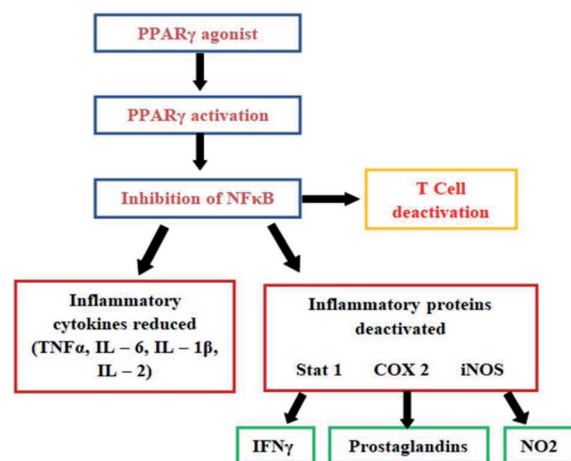 PPARγ agonist
PPARγ activation
Inhibition of NFκB
T Cell
deactivation
Inflammatory
cytokines reduced
(TNFα, IL – 6, IL – 1β,
IL – 2)
Inflammatory proteins
deactivated
Stat 1 COX 2 iNOS
IFNγ Prostaglandins NO2